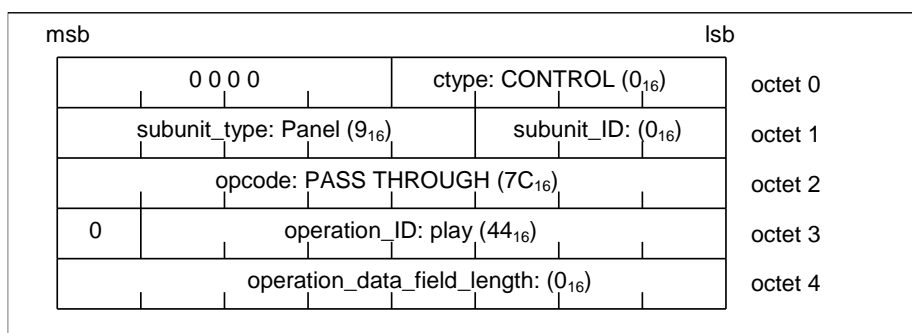 msb lsb
0 0 0 0 ctype: CONTROL (0₁₆) octet 0
subunit_type: Panel (9₁₆) subunit_ID: (0₁₆) octet 1
opcode: PASS THROUGH (7C₁₆) octet 2
0 operation_ID: play (44₁₆) octet 3
operation_data_field_length: (0₁₆) octet 4